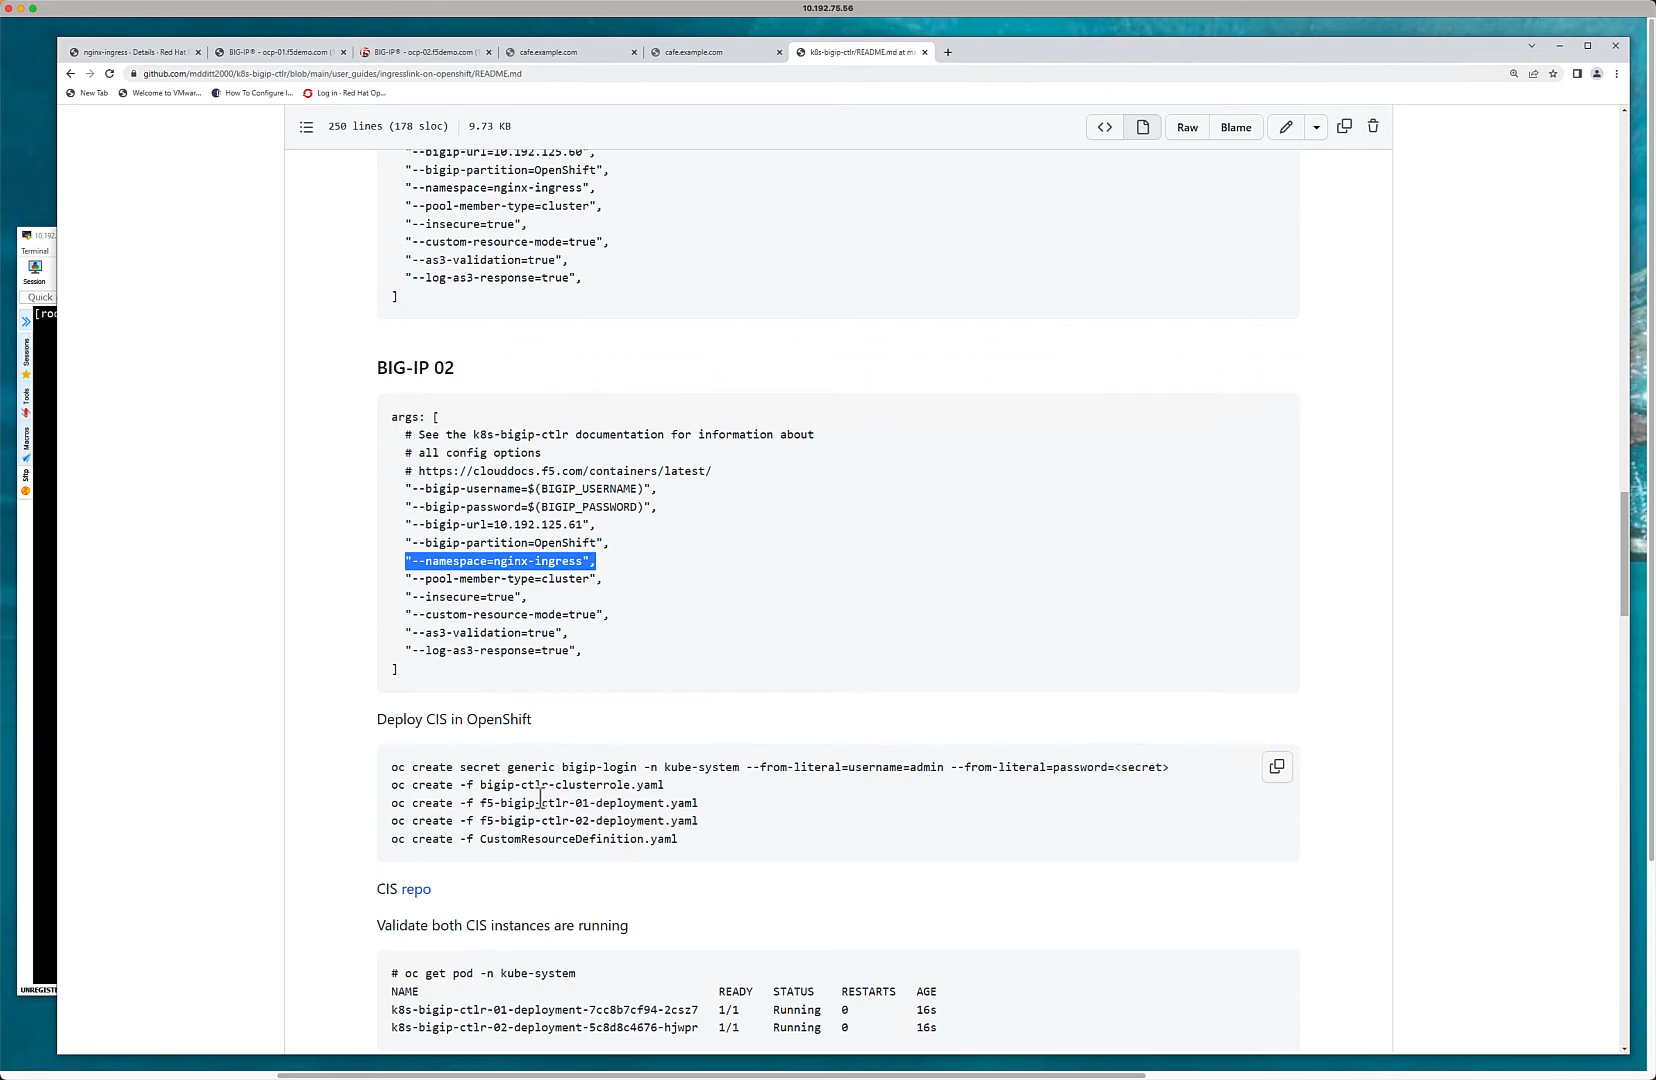 10.192.75.56
nginx-ingress - Details · Red Hat
BIG-IP® - ocp-01.f5demo.com (
BIG-IP® - ocp-02.f5demo.com (
cafe.example.com
cafe.example.com
k8s-bigip-ctlr/README.md at m
github.com/mdditt2000/k8s-bigip-ctlr/blob/main/user_guides/ingresslink-on-openshift/README.md
New Tab
Welcome to VMwar...
How To Configure I...
Log in - Red Hat Op...
250 lines (178 sloc)
9.73 KB
Raw
Blame
"--bigip-url=10.192.125.60",
"--bigip-partition=OpenShift",
"--namespace=nginx-ingress",
"--pool-member-type=cluster",
"--insecure=true",
"--custom-resource-mode=true",
"--as3-validation=true",
"--log-as3-response=true",
]
BIG-IP 02
args: [
# See the k8s-bigip-ctlr documentation for information about
# all config options
# https://clouddocs.f5.com/containers/latest/
"--bigip-username=$(BIGIP_USERNAME)",
"--bigip-password=$(BIGIP_PASSWORD)",
"--bigip-url=10.192.125.61",
"--bigip-partition=OpenShift",
"--namespace=nginx-ingress",
"--pool-member-type=cluster",
"--insecure=true",
"--custom-resource-mode=true",
"--as3-validation=true",
"--log-as3-response=true",
]
Deploy CIS in OpenShift
oc create secret generic bigip-login -n kube-system --from-literal=username=admin --from-literal=password=<secret>
oc create -f bigip-ctlr-clusterrole.yaml
oc create -f f5-bigip-ctlr-01-deployment.yaml
oc create -f f5-bigip-ctlr-02-deployment.yaml
oc create -f CustomResourceDefinition.yaml
CIS repo
Validate both CIS instances are running
# oc get pod -n kube-system
NAME READY STATUS RESTARTS AGE
k8s-bigip-ctlr-01-deployment-7cc8b7cf94-2csz7 1/1 Running 0 16s
k8s-bigip-ctlr-02-deployment-5c8d8c4676-hjwpr 1/1 Running 0 16s
10.192.
Terminal
Session
Quick
[roo
Sessions
Tools
Macros
Sftp
UNREGISTE